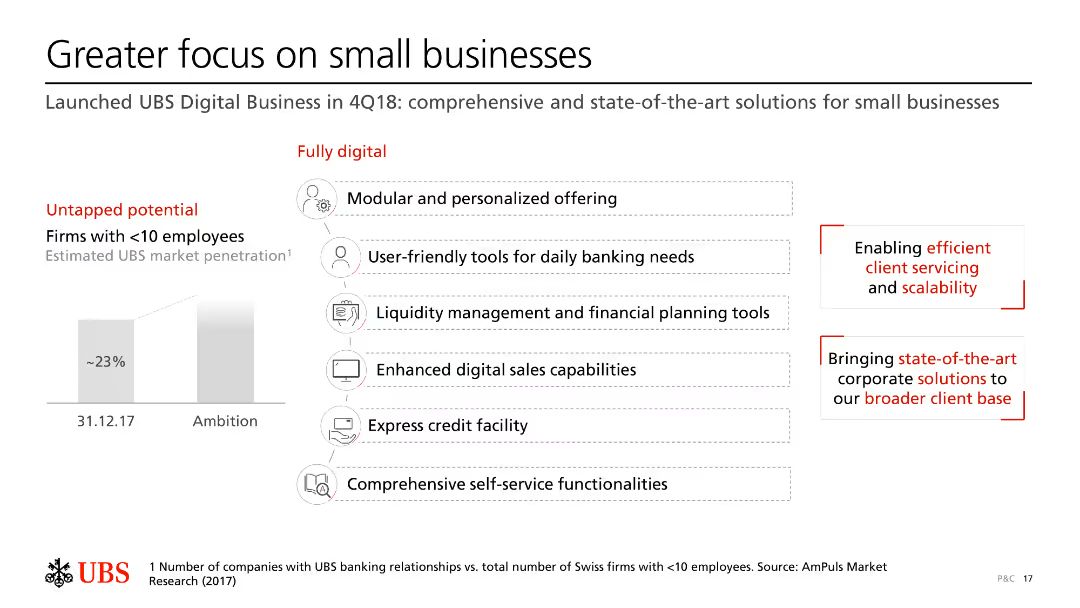 Greater focus on small businesses
Launched UBS Digital Business in 4Q18: comprehensive and state-of-the-art solutions for small businesses
Untapped potential
Firms with <10 employees
Estimated UBS market penetration1
~23%
31.12.17
Ambition
Fully digital
Modular and personalized offering
User-friendly tools for daily banking needs
Liquidity management and financial planning tools
Enhanced digital sales capabilities
Express credit facility
A
Comprehensive self-service functionalities
Enabling efficient
client servicing
and scalability
Bringing state-of-the-art
corporate solutions to
our broader client base
UBS
1 Number of companies with UBS banking relationships vs. total number of Swiss firms with <10 employees. Source: AmPuls Market
Research (2017)
P&C 17